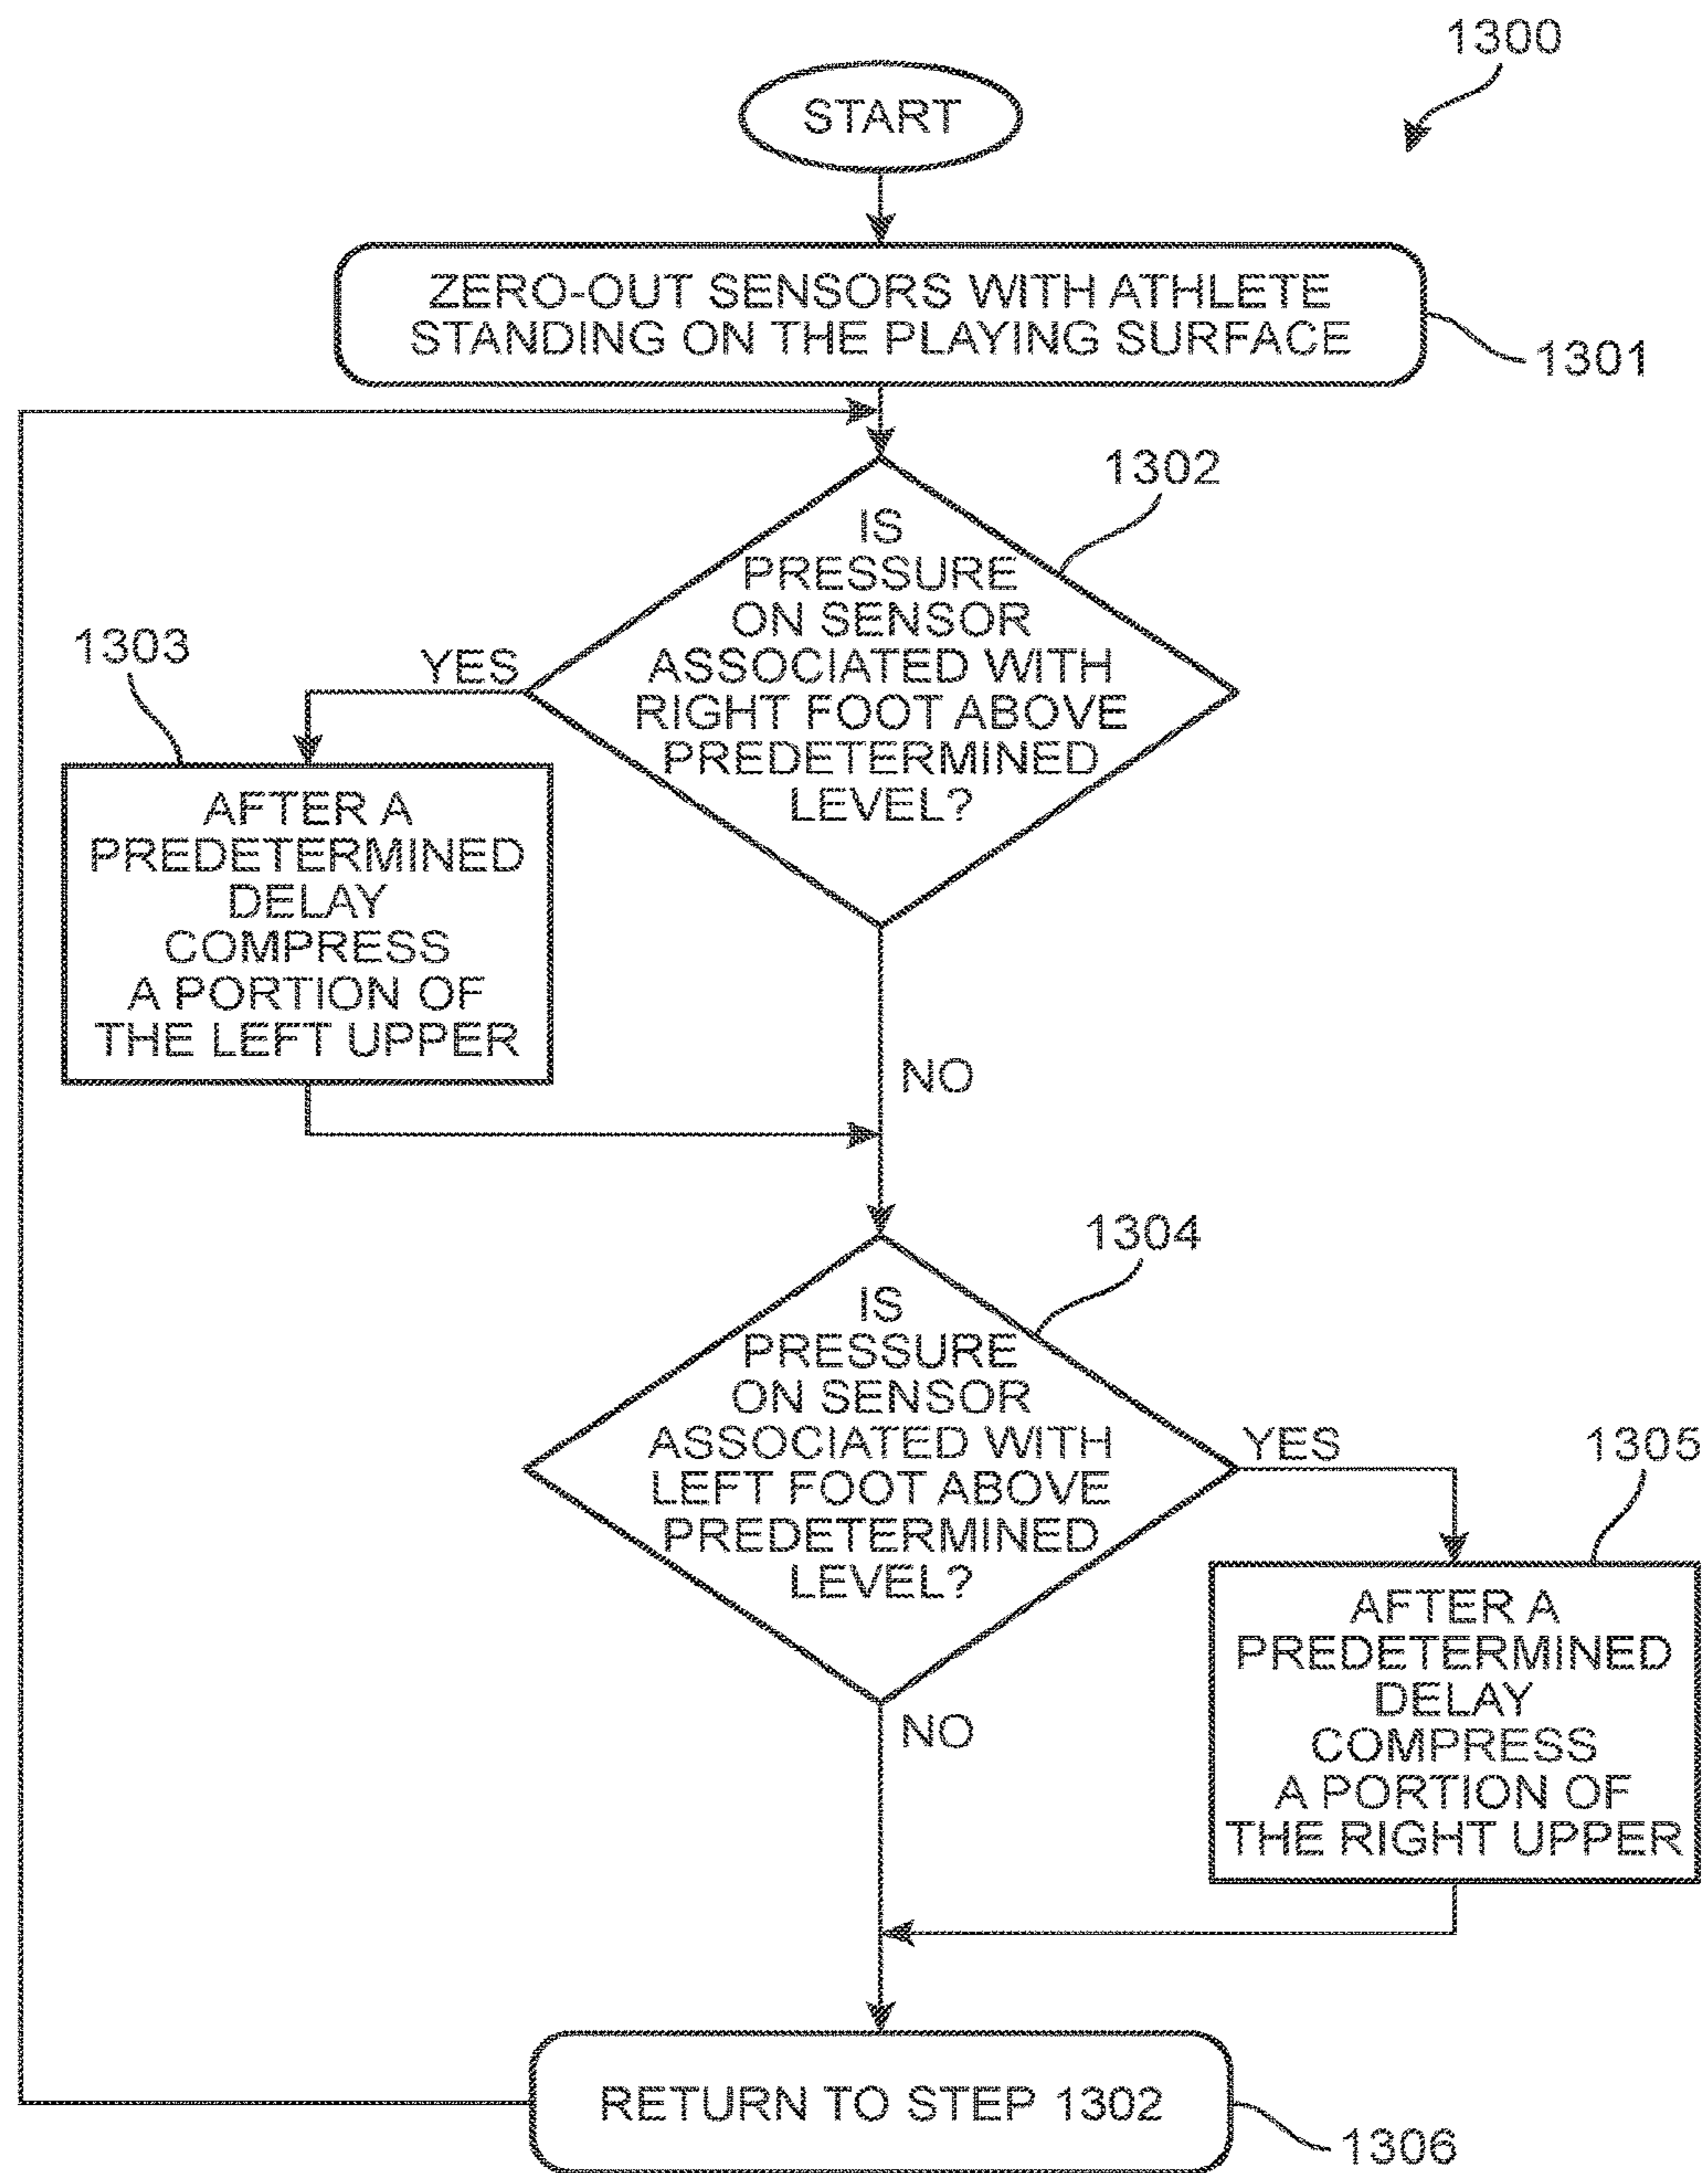 1300
START
ZERO-OUT SENSORS WITH ATHLETE
STANDING ON THE PLAYING SURFACE
1301
1302
IS
PRESSURE
ON SENSOR
ASSOCIATED WITH
RIGHT FOOT ABOVE
PREDETERMINED
LEVEL?
YES
1303
AFTER A
PREDETERMINED
DELAY
COMPRESS
A PORTION OF
THE LEFT UPPER
NO
1304
IS
PRESSURE
ON SENSOR
ASSOCIATED WITH
LEFT FOOT ABOVE
PREDETERMINED
LEVEL?
YES
1305
AFTER A
PREDETERMINED
DELAY
COMPRESS
A PORTION OF
THE RIGHT UPPER
NO
RETURN TO STEP 1302
1306